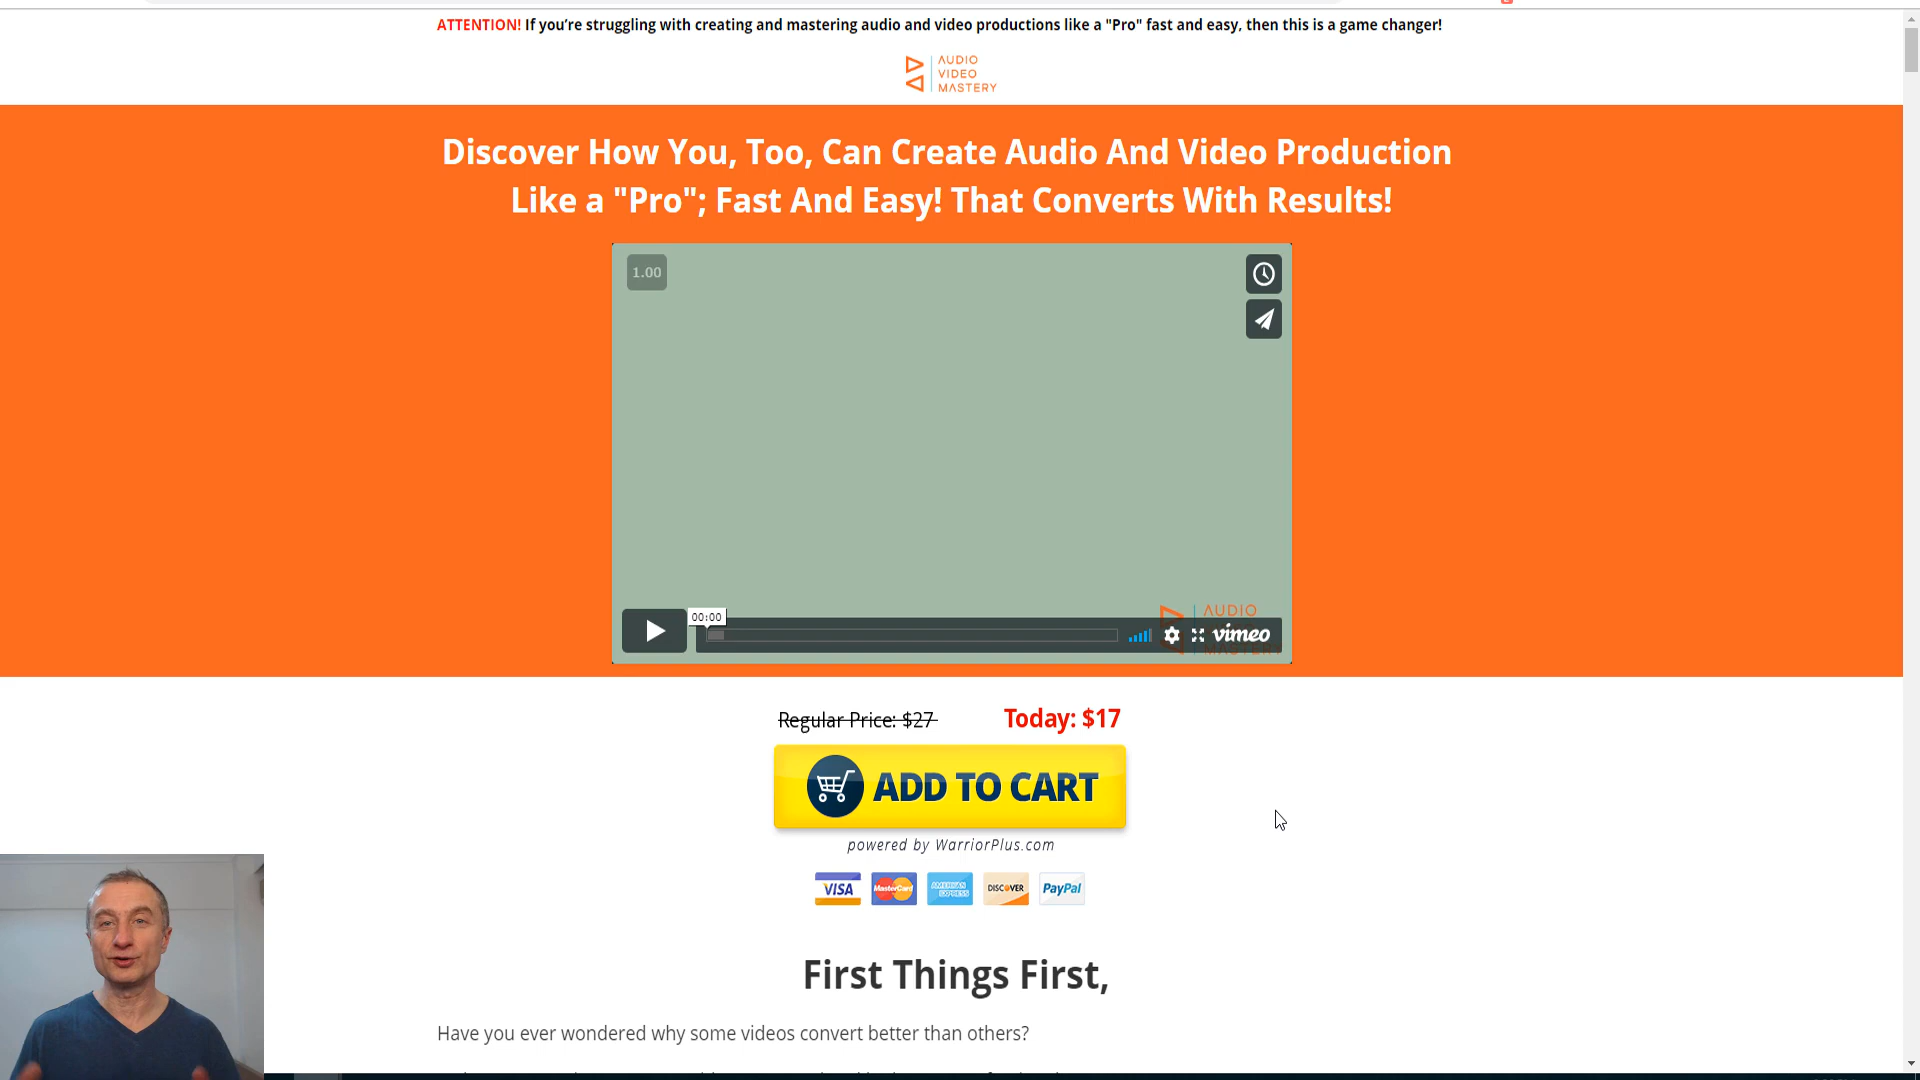 ATTENTION! If you’re struggling with creating and mastering audio and video productions like a "Pro" fast and easy, then this is a game changer!
AUDIO
VIDEO
MASTERY
Discover How You, Too, Can Create Audio And Video Production
Like a "Pro"; Fast And Easy! That Converts With Results!
1.00
00:00
AUDIO
MASTERY
vimeo
Regular Price: $27
Today: $17
ADD TO CART
powered by WarriorPlus.com
VISA
MasterCard
AMERICAN
EXPRESS
DISCOVER
PayPal
First Things First,
Have you ever wondered why some videos convert better than others?